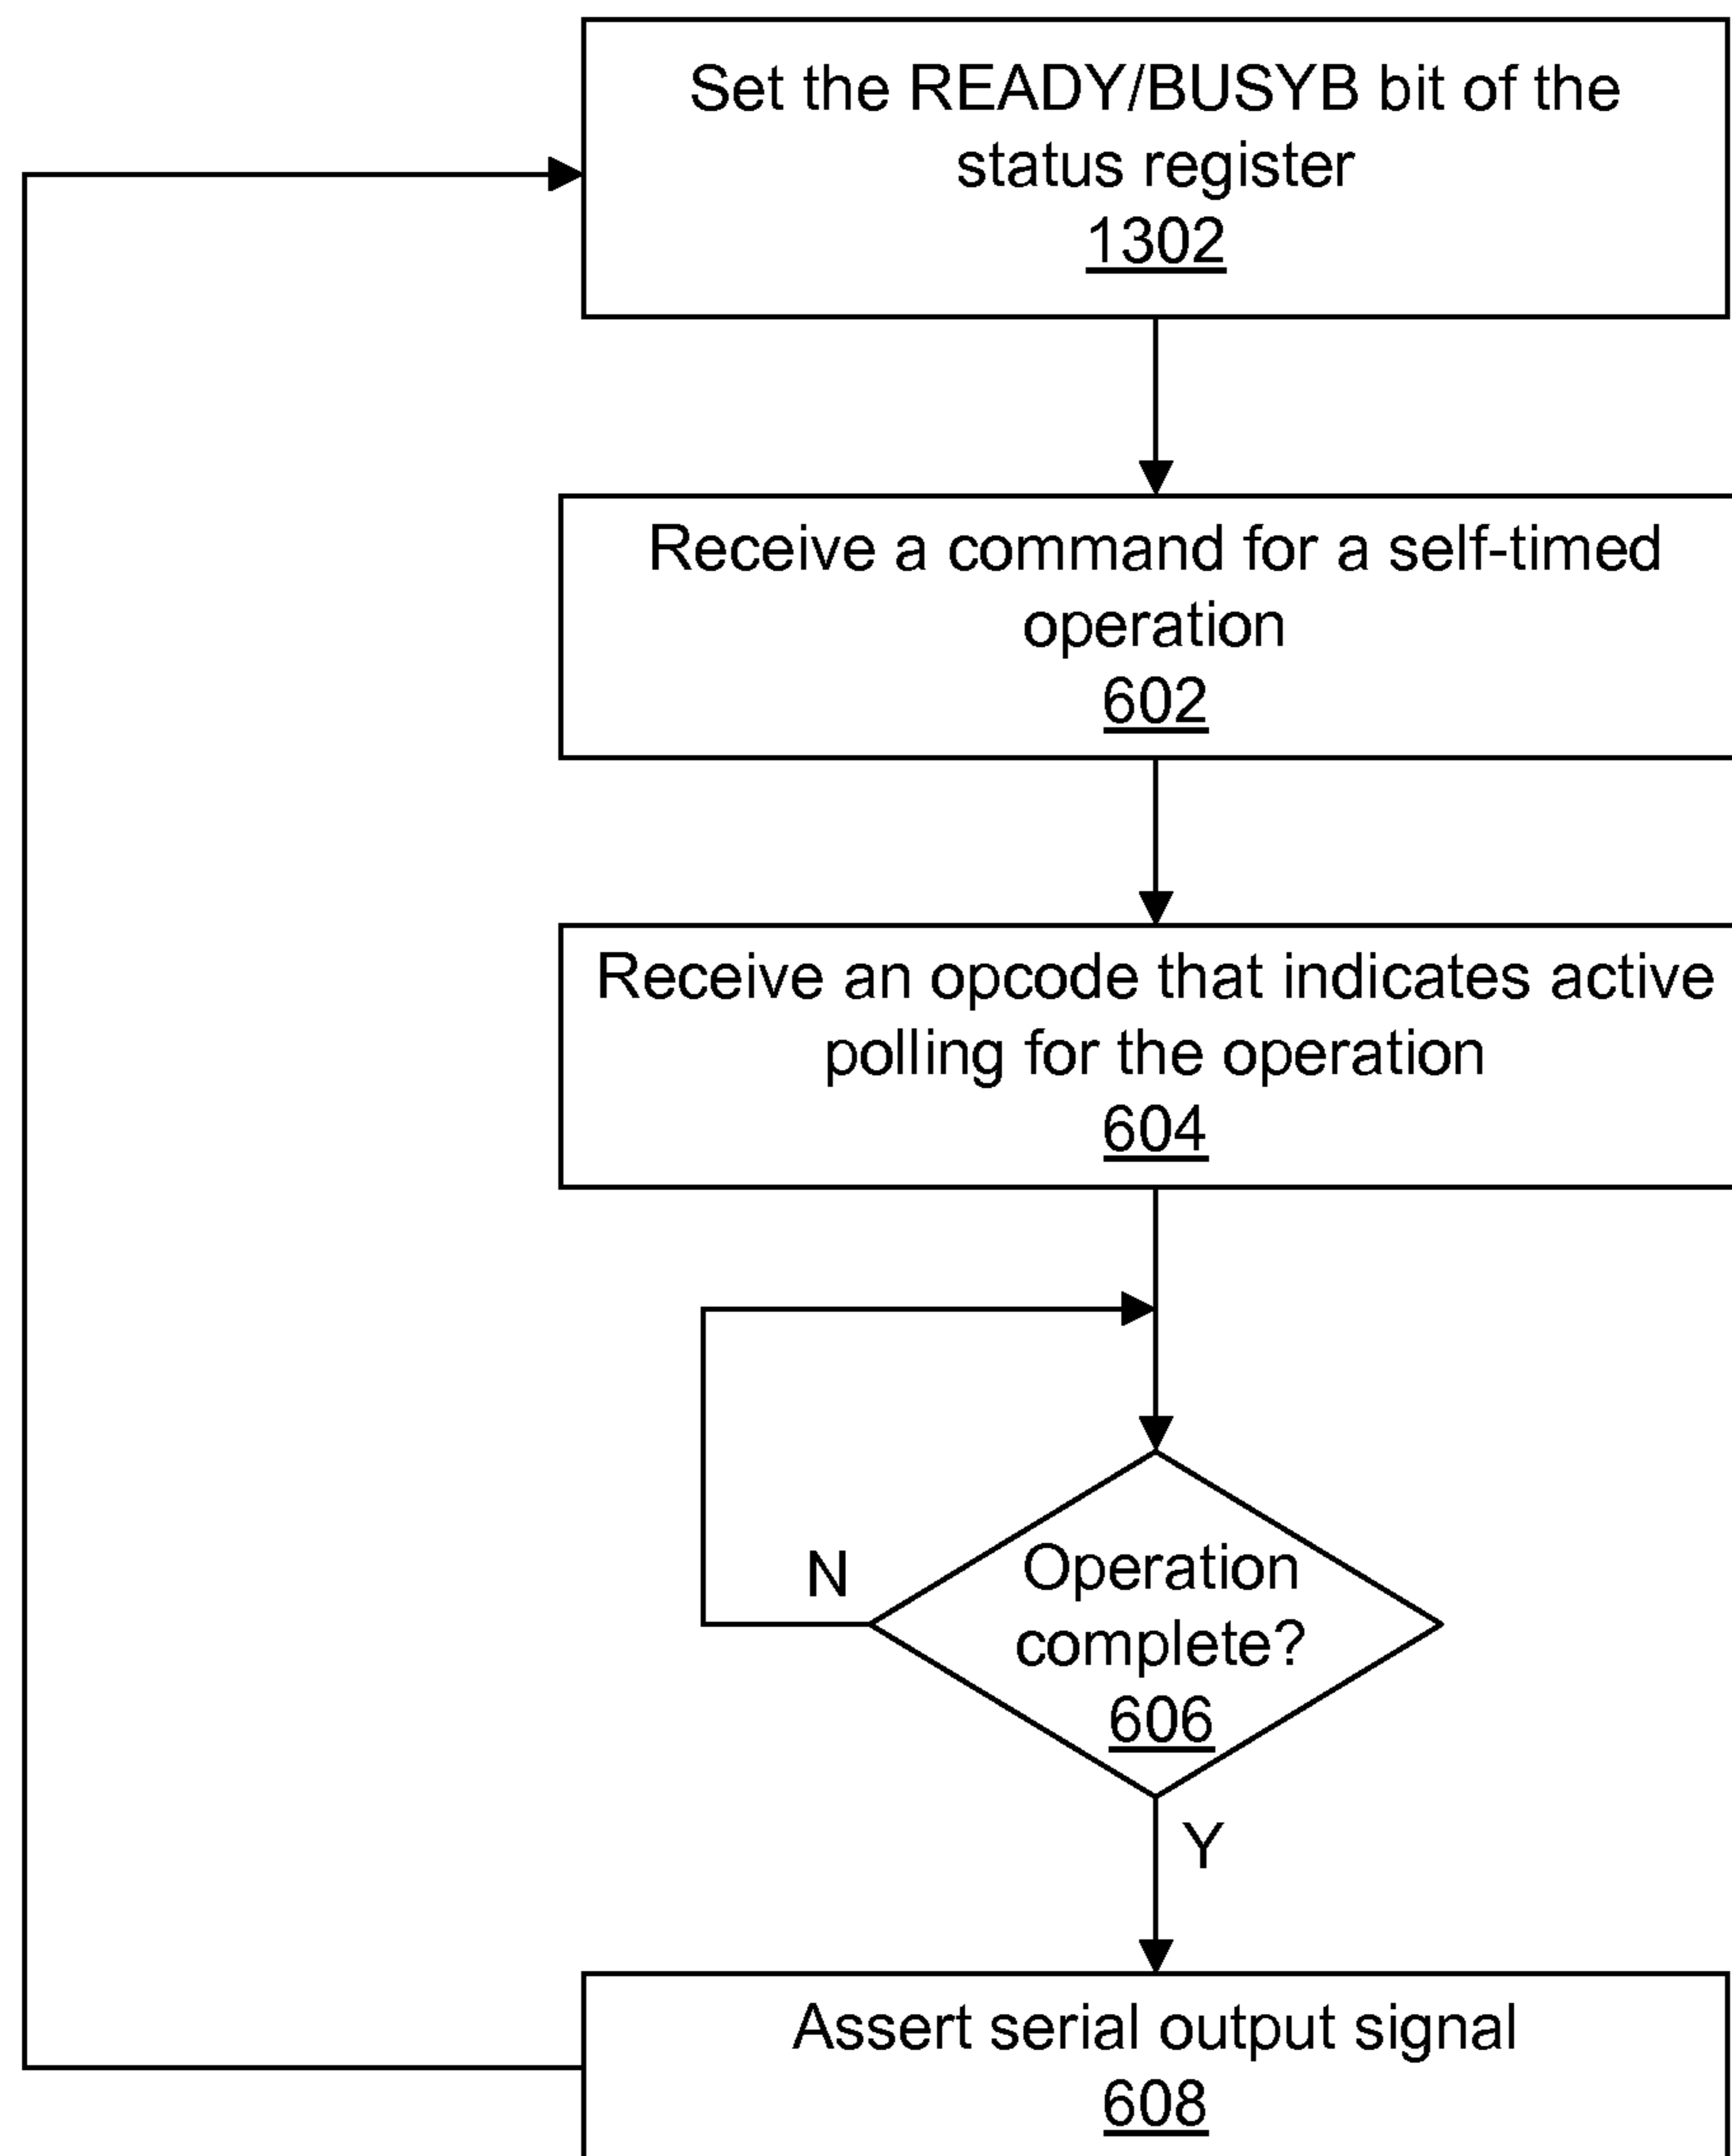 Set the READY/BUSYB bit of the
status register
1302
Receive a command for a self-timed
operation
602
Receive an opcode that indicates active
polling for the operation
604
N
Operation
complete?
606
Y
Assert serial output signal
608